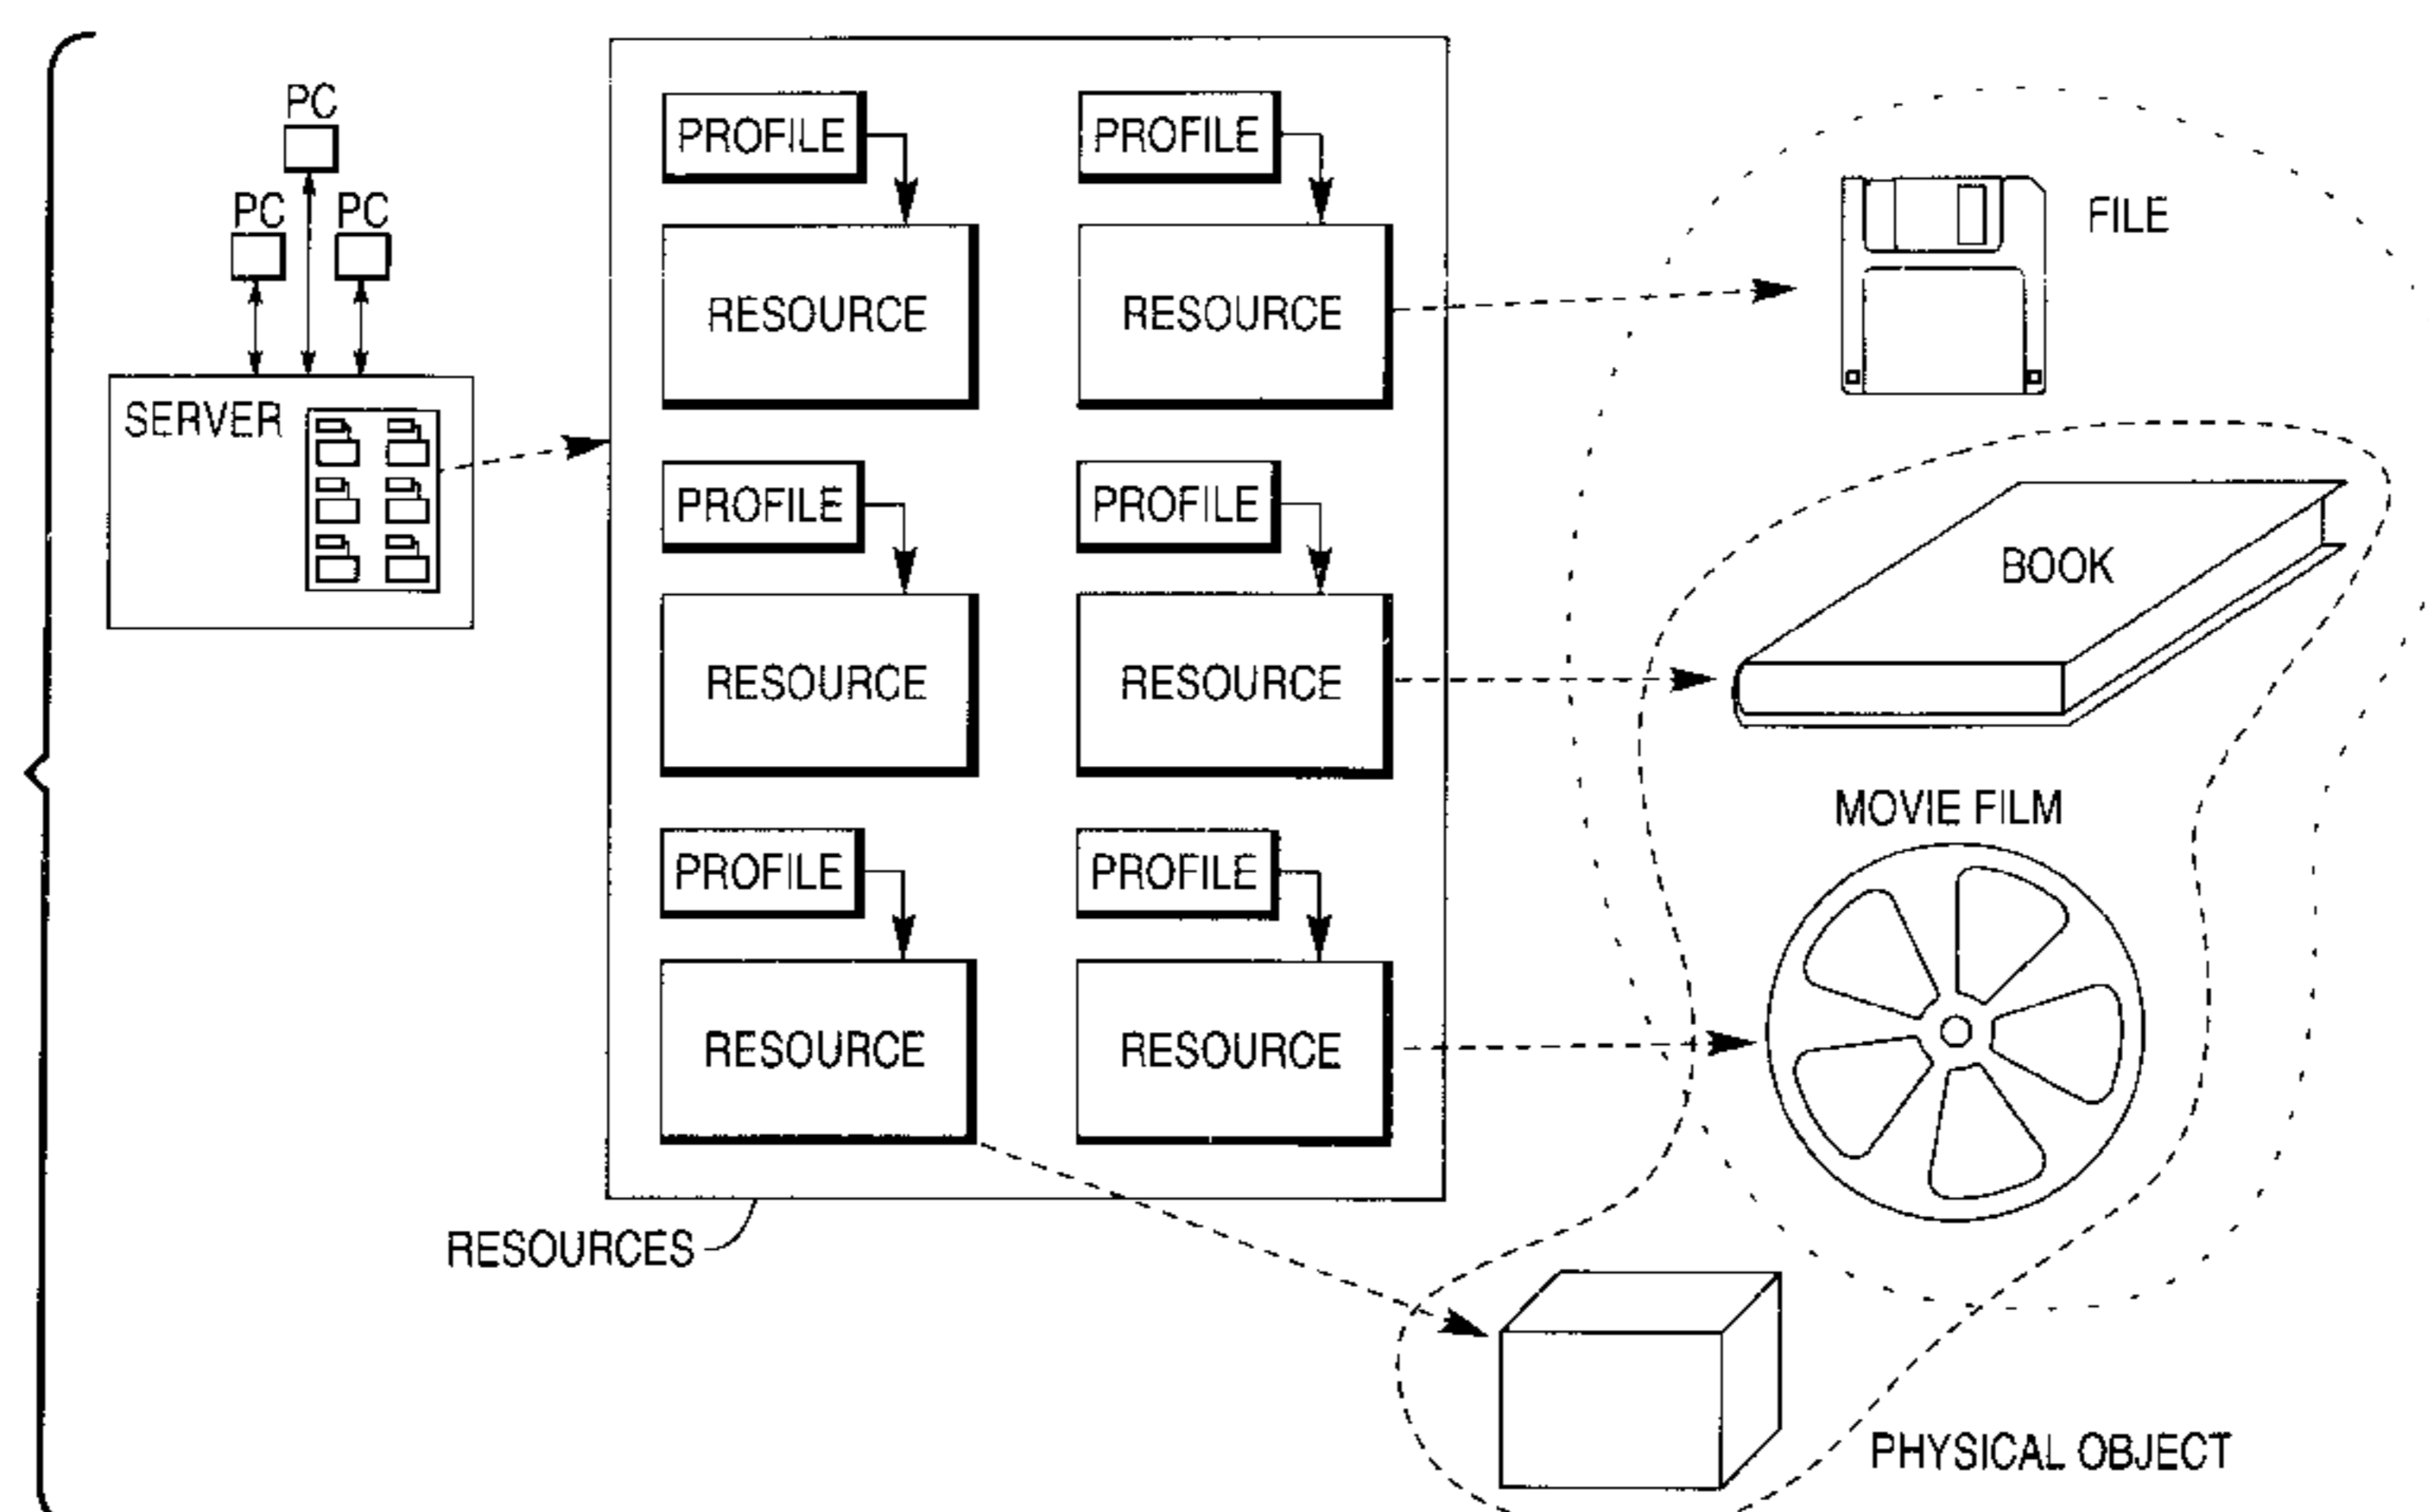 PC
PC
PC
SERVER
PROFILE
PROFILE
RESOURCE
RESOURCE
PROFILE
PROFILE
RESOURCE
RESOURCE
PROFILE
PROFILE
RESOURCE
RESOURCE
RESOURCES
FILE
BOOK
MOVIE FILM
PHYSICAL OBJECT